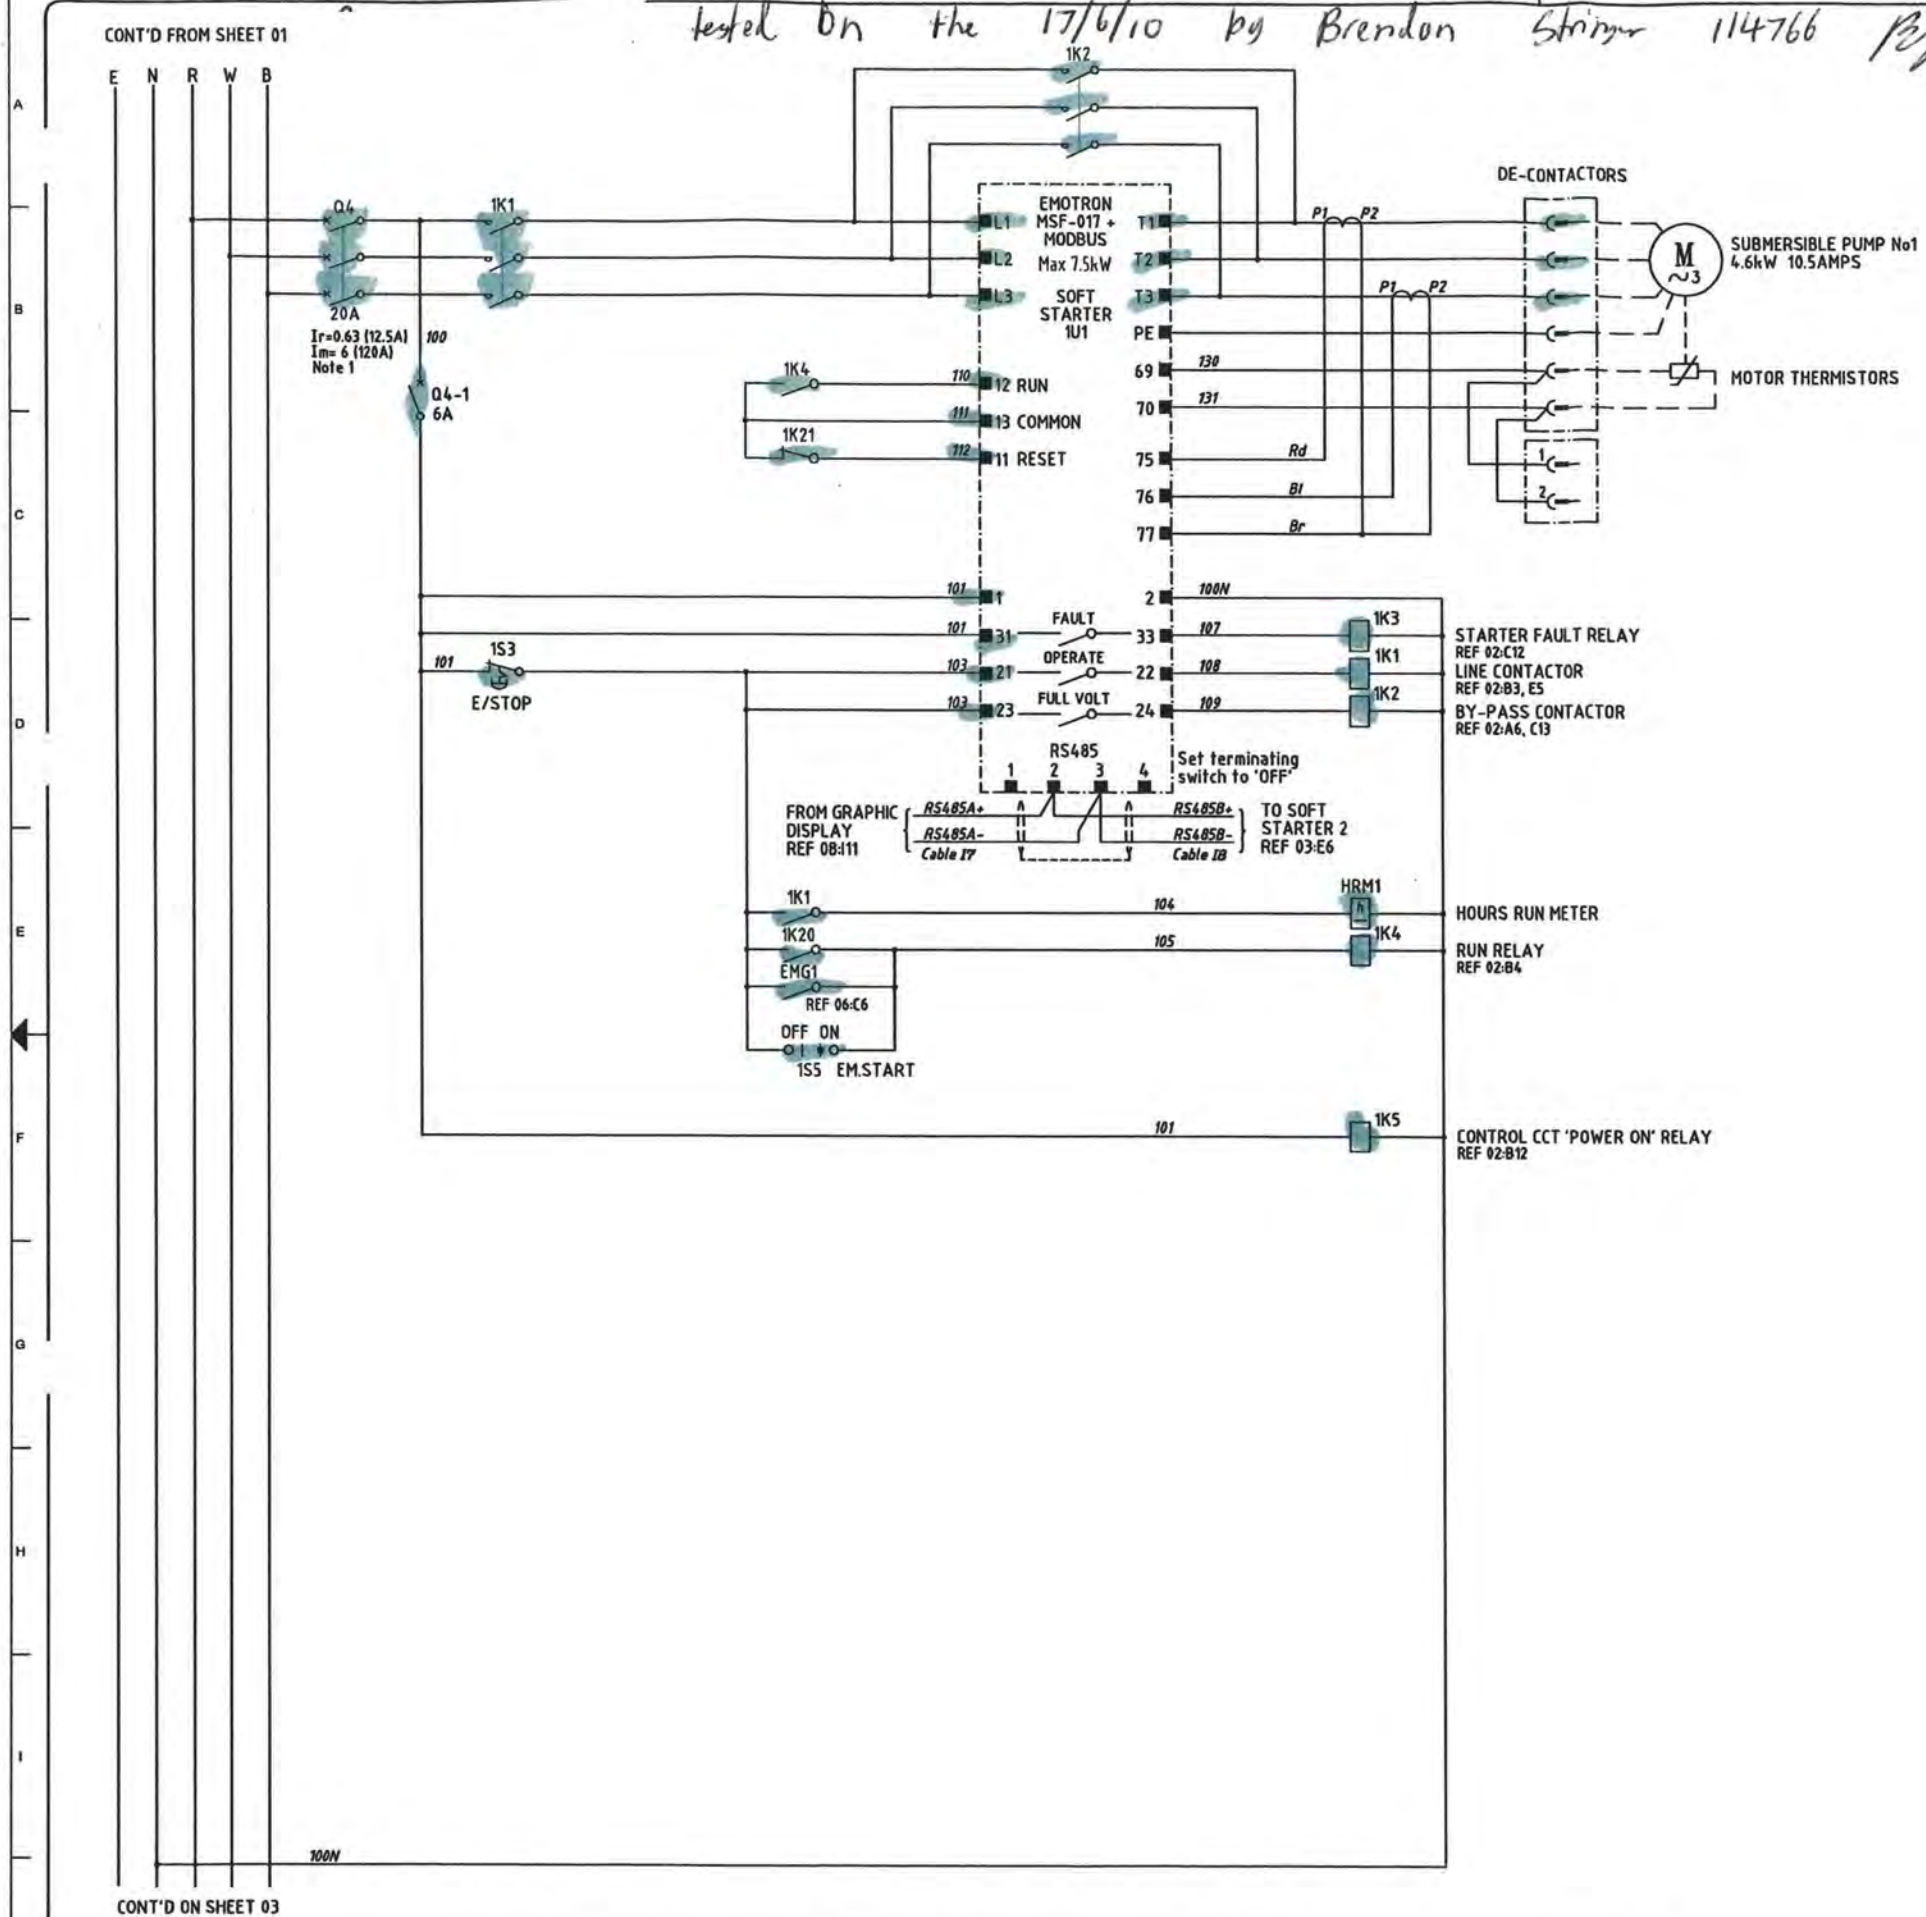 tested on the 17/6/10 by Brendon Stringer 114766
CONT'D FROM SHEET 01
E N R W B
A
B
C
D
E
F
G
H
I
1K2
DE-CONTACTORS
Q4
1K1
20A
Ir=0.63 (12.5A)
Im= 6 (120A)
Note 1
100
Q4-1
6A
L1
L2
L3
EMOTRON
MSF-017 +
MODBUS
Max 7.5kW
SOFT
STARTER
1U1
T1
T2
T3
PE
P1 P2
P1 P2
M
~3
SUBMERSIBLE PUMP No1
4.6kW 10.5AMPS
MOTOR THERMISTORS
1K4
110
12 RUN
111
13 COMMON
1K21
112
11 RESET
69
130
70
131
75
Rd
76
Bl
77
Br
1
2
101
1
2
100N
101
31
FAULT
33
107
1K3
STARTER FAULT RELAY
REF 02:C12
101
1S3
E/STOP
103
21
OPERATE
22
108
1K1
LINE CONTACTOR
REF 02:B3, E5
103
23
FULL VOLT
24
109
1K2
BY-PASS CONTACTOR
REF 02:A6, C13
RS485
1 2 3 4
Set terminating
switch to 'OFF'
FROM GRAPHIC
DISPLAY
REF 08:I11
RS485A+
RS485A-
Cable I7
RS485B+
RS485B-
Cable I8
TO SOFT
STARTER 2
REF 03:E6
1K1
104
HRM1
h
HOURS RUN METER
1K20
105
1K4
RUN RELAY
REF 02:B4
EMG1
REF 06:C6
OFF ON
1S5 EM.START
101
1K5
CONTROL CCT 'POWER ON' RELAY
REF 02:B12
100N
CONT'D ON SHEET 03